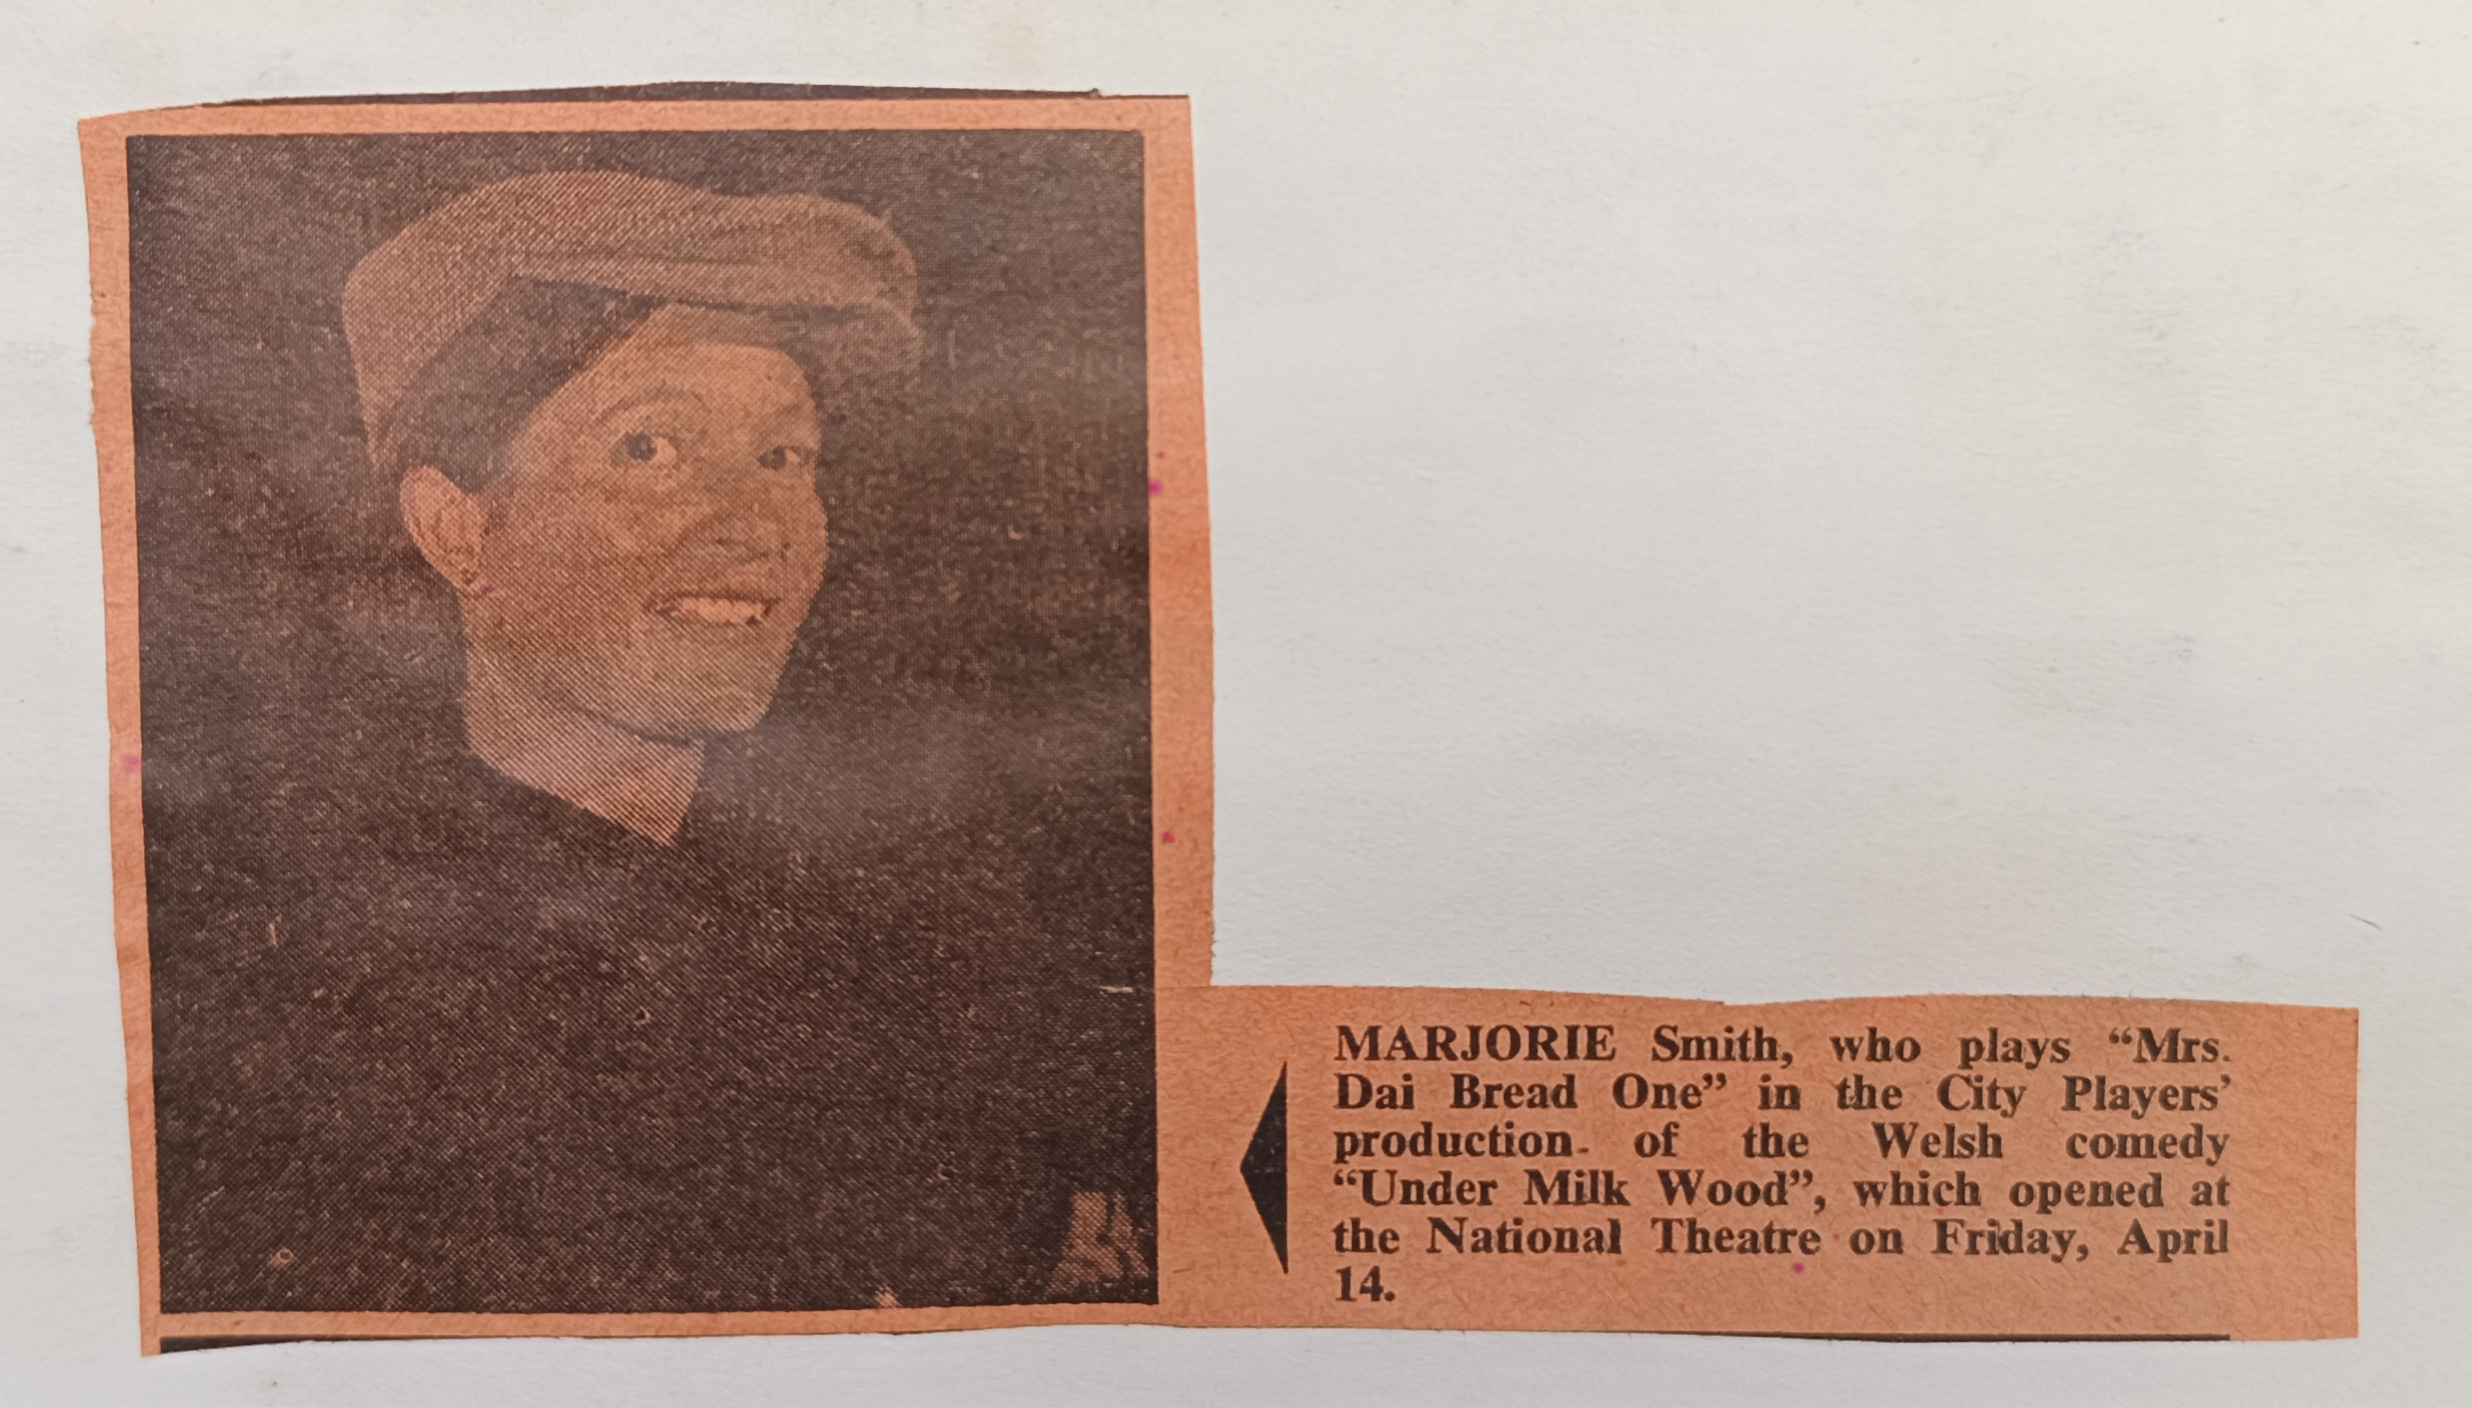 MARJORIE Smith, who plays “Mrs.
Dai Bread One” in the City Players’
production of the Welsh comedy
“Under Milk Wood”, which opened at
the National Theatre on Friday, April
14.